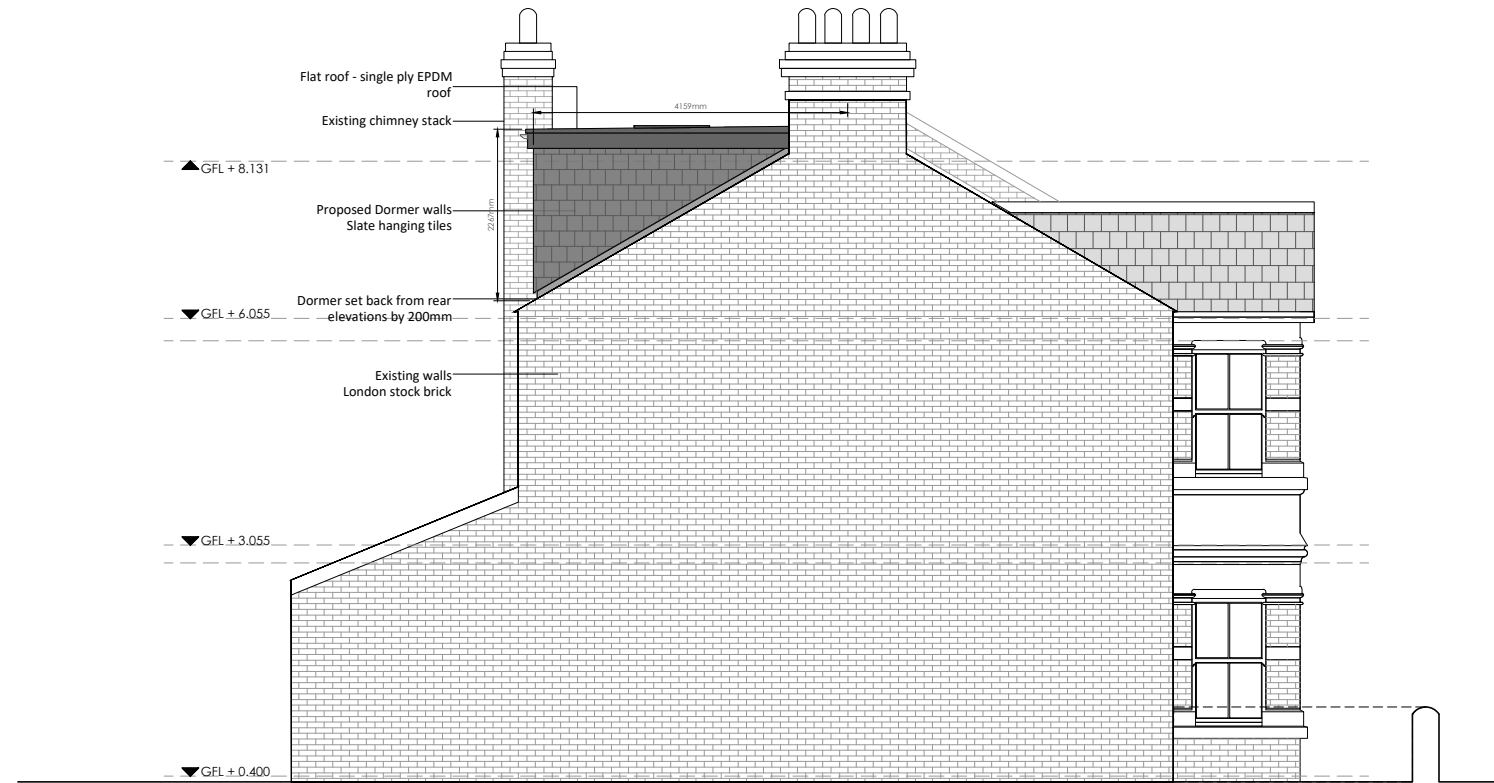 Flat roof - single ply EPDM
roof
4159mm
Existing chimney stack
GFL + 8.131
Proposed Dormer walls
Slate hanging tiles
2267mm
Dormer set back from rear
elevations by 200mm
GFL + 6.055
Existing walls
London stock brick
GFL + 3.055
GFL + 0.400